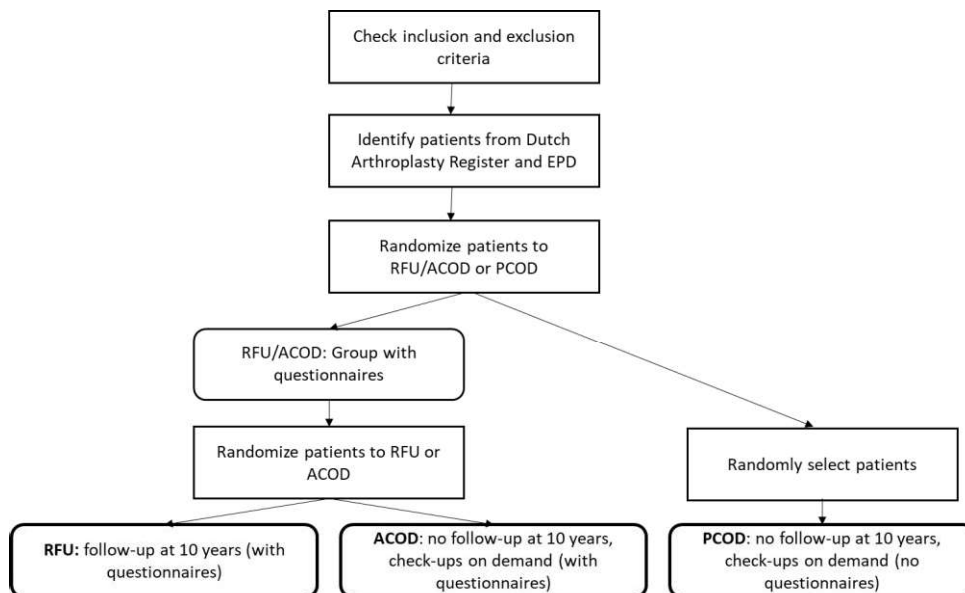 Check inclusion and exclusion
criteria
Identify patients from Dutch
Arthroplasty Register and EPD
Randomize patients to
RFU/ACOD or PCOD
RFU/ACOD: Group with
questionnaires
Randomize patients to RFU or
ACOD
Randomly select patients
RFU: follow-up at 10 years (with
questionnaires)
ACOD: no follow-up at 10 years,
check-ups on demand (with
questionnaires)
PCOD: no follow-up at 10 years,
check-ups on demand (no
questionnaires)